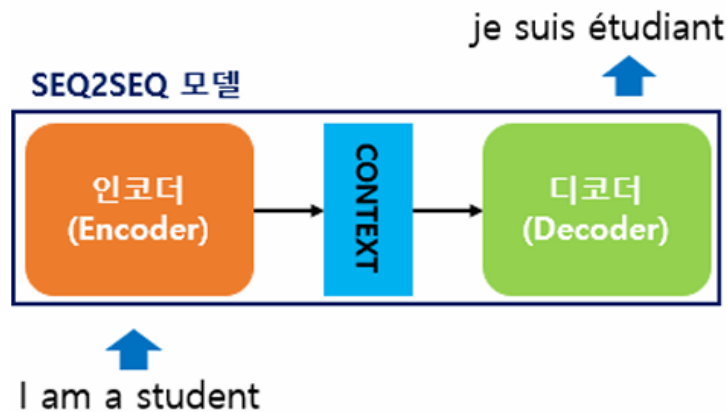 je suis étudiant
SEQ2SEQ 모델
인코더
(Encoder)
CONTEXT
디코더
(Decoder)
I am a student